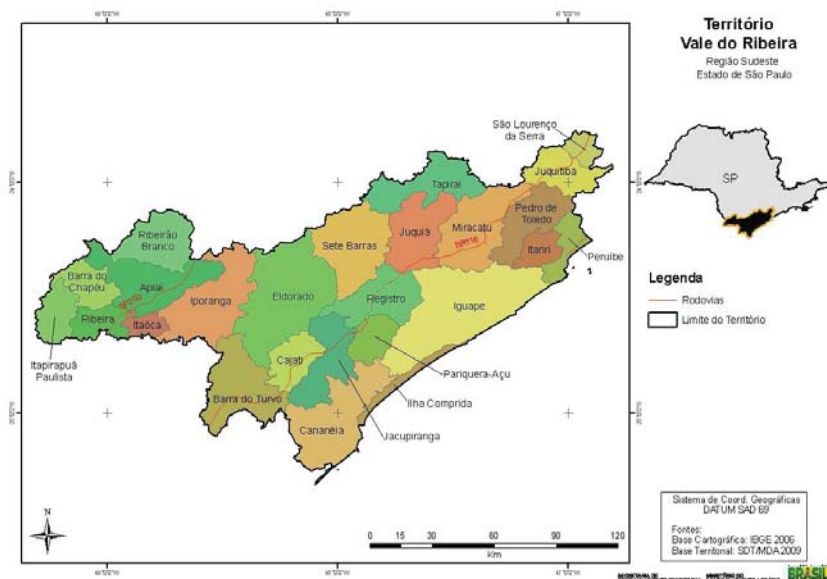 Território
Vale do Ribeira
Região Sudeste
Estado de São Paulo
São Lourenço
da Serra
Juquitiba
Tapiraí
Pedro de
Toledo
Miracatú
Juquiá
Sete Barras
Itariri
Peruíbe
Ribeirão
Branco
Barra do
Chapéu
Apiaí
Iporanga
Eldorado
Registro
Iguape
Ribeira
Itaóca
Itapirapuã
Paulista
Cajati
Pariquera-Açu
Barra do Turvo
Ilha Comprida
Jacupiranga
Cananéia
SP
Legenda
Rodovias
Limite do Território
N
0 15 30 60 90 120
Km
Sistema de Coord. Geográficas
DATUM SAD 69
Fontes:
Base Cartográfica: IBGE 2006
Base Territorial: SDT/MDA2009
BRASIL